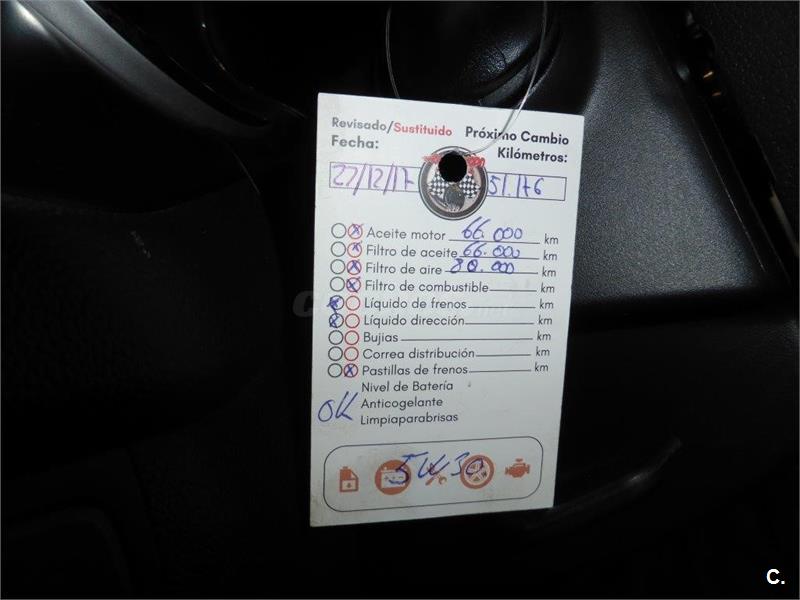 Revisado/Sustituido Próximo Cambio
Fecha: Kilómetros:
27/12/17 51.176
Aceite motor 66.000 km
Filtro de aceite 66.000 km
Filtro de aire 80.000 km
Filtro de combustible km
Líquido de frenos km
Líquido dirección km
Bujias km
Correa distribución km
Pastillas de frenos km
Nivel de Batería
OK Anticogelante
Limpiaparabrisas
5W30
C.